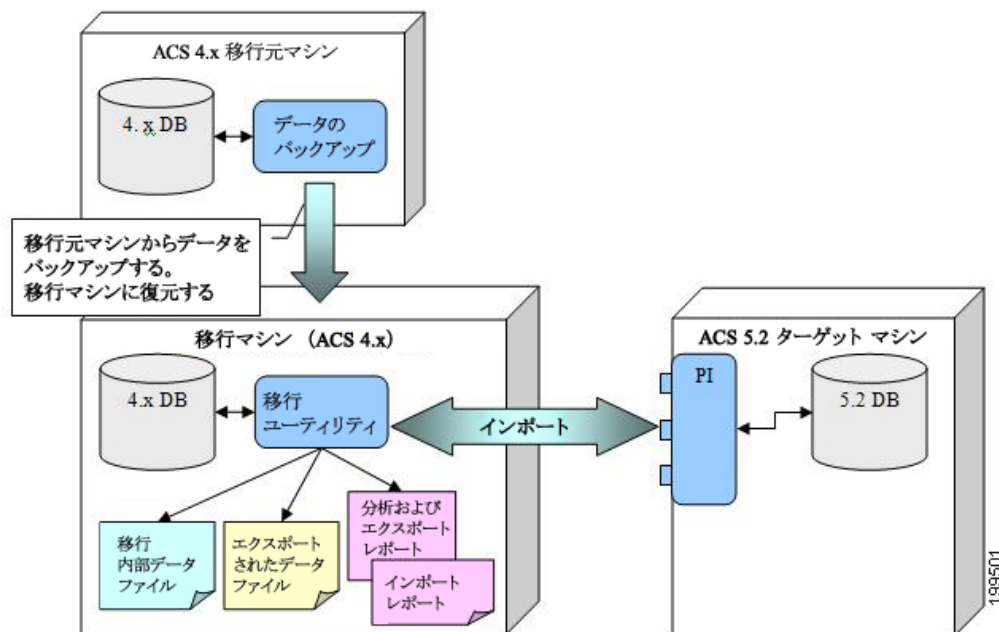 ACS 4.x 移行元マシン
4. x DB
データの
バックアップ
移行元マシンからデータを
バックアップする。
移行マシンに復元する
移行マシン (ACS 4.x)
4.x DB
移行
ユーティリティ
インポート
ACS 5.2 ターゲット マシン
PI
5.2 DB
移行
内部データ
ファイル
エクスポート
されたデータ
ファイル
分析および
エクスポート
レポート
インポート
レポート
199501